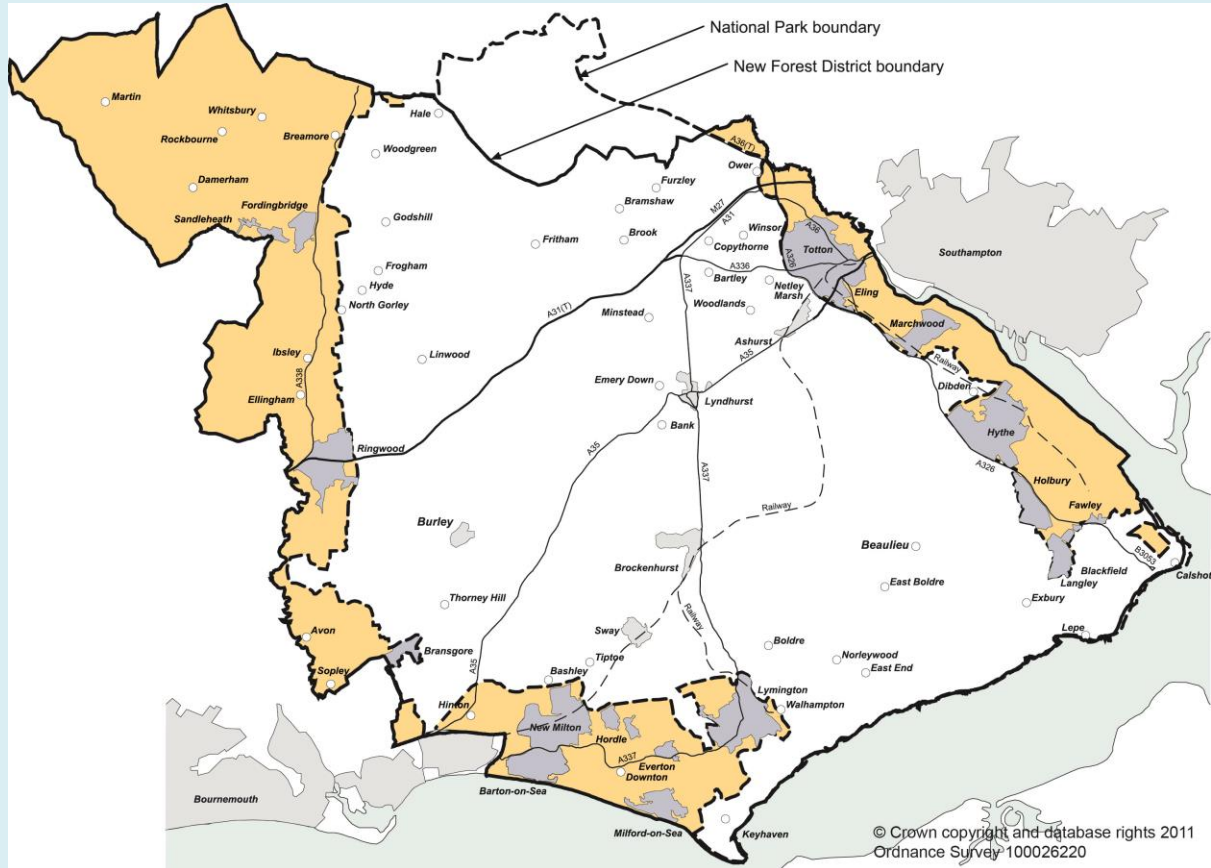 National Park boundary
New Forest District boundary
Martin
Whitsbury
Rockbourne
Breamore
Hale
Woodgreen
Damerham
Fordingbridge
Sandleheath
Godshill
Frogham
Hyde
North Gorley
Ibsley
A338
Ellingham
Ringwood
Linwood
Fritham
Furzley
Bramshaw
Brook
A31(T)
Minstead
Emery Down
Lyndhurst
Bank
A36(T)
Ower
M27
A31
Winsor
Copythorne
A336
A337
Bartley
Netley
Marsh
Woodlands
Ashurst
A35
A36
Totton
A326
Eling
Southampton
Marchwood
Railway
Dibden
Hythe
A326
Holbury
Fawley
B3053
Blackfield
Langley
Calshot
Exbury
Lepe
A35
A337
Railway
Burley
Brockenhurst
Beaulieu
East Boldre
Thorney Hill
Avon
Sopley
Bransgore
A35
Sway
Railway
Tiptoe
Bashley
Boldre
Norleywood
East End
Hinton
New Milton
Hordle
Lymington
Walhampton
A337
Everton
Downton
Barton-on-Sea
Milford-on-Sea
Keyhaven
Bournemouth
© Crown copyright and database rights 2011
Ordnance Survey 100026220